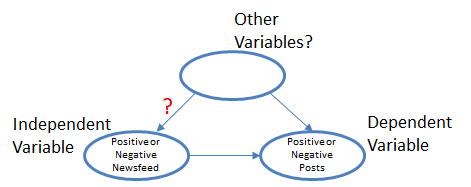 Other
Variables?
?
Independent
Variable
Positive or
Negative
Newsfeed
Positive or
Negative
Posts
Dependent
Variable